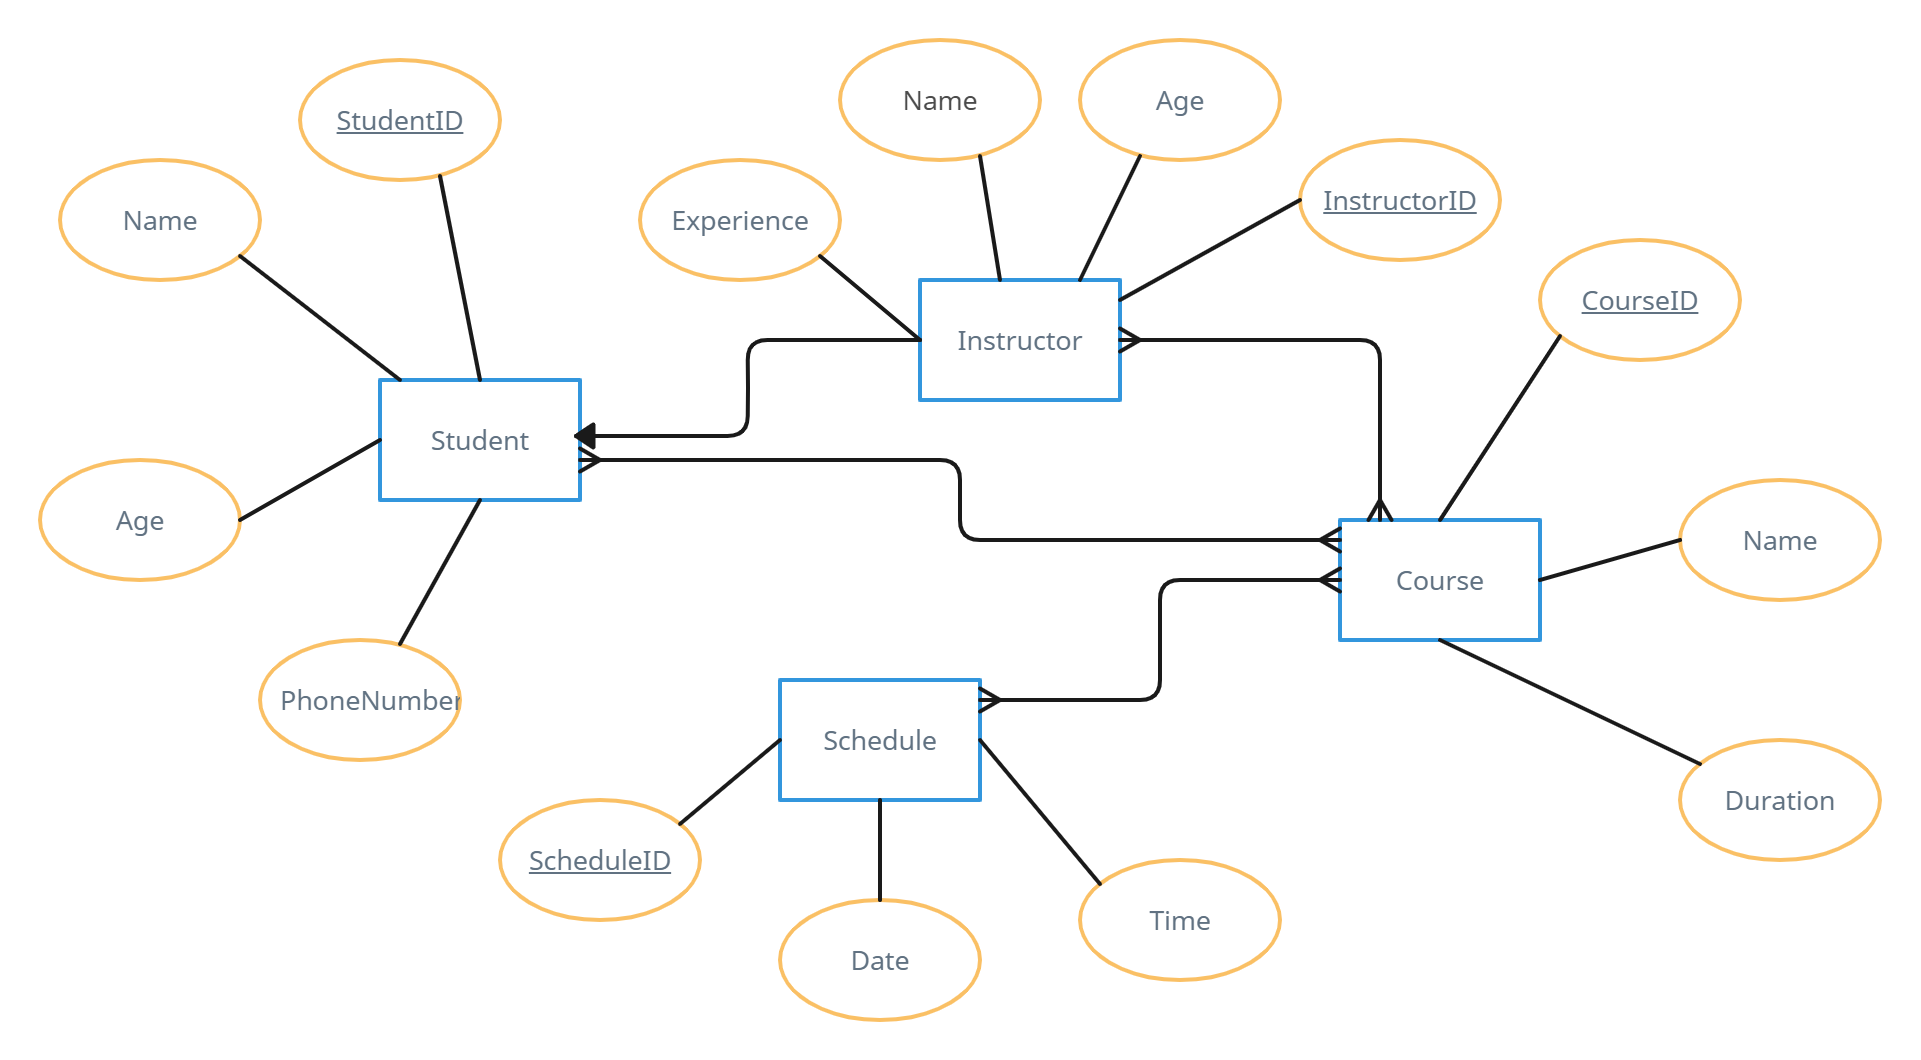 Name
Age
StudentID
InstructorID
Name
Experience
CourseID
Instructor
Student
Age
Name
Course
PhoneNumber
Schedule
Duration
ScheduleID
Time
Date